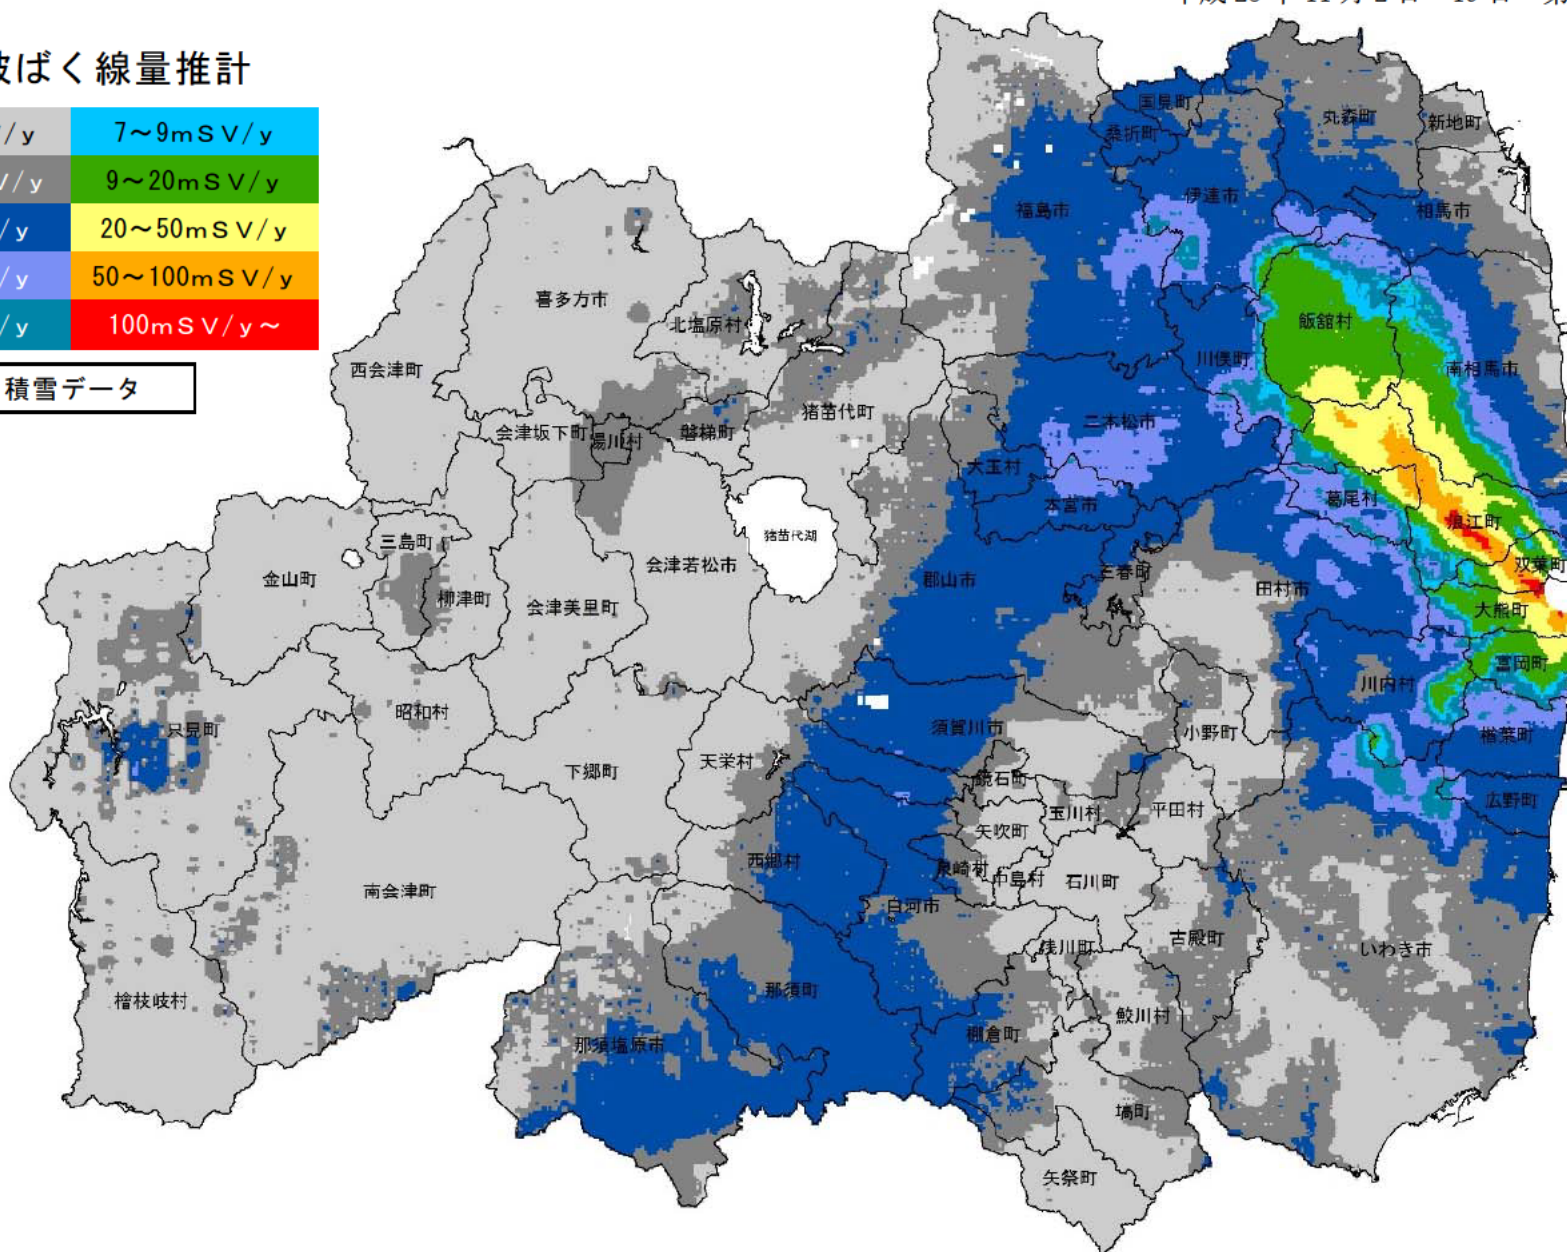 ばく線量推計
/y 7～9mSV/y
V/y 9～20mSV/y
/y 20～50mSV/y
/y 50～100mSV/y
/y 100mSV/y～
積雪データ
国見町
桑折町
丸森町
新地町
福島市
伊達市
相馬市
喜多方市
北塩原村
飯舘村
西会津町
川俣町
南相馬市
猪苗代町
会津坂下町
湯川村
磐梯町
二本松市
大玉村
本宮市
葛尾村
浪江町
猪苗代湖
三島町
会津若松市
双葉町
金山町
柳津町
会津美里町
郡山市
三春町
田村市
大熊町
富岡町
川内村
昭和村
只見町
須賀川市
小野町
楢葉町
下郷町
天栄村
鏡石町
玉川村
平田村
広野町
矢吹町
西郷村
泉崎村
中島村
石川町
南会津町
白河市
浅川町
古殿町
いわき市
檜枝岐村
那須町
鮫川村
那須塩原市
棚倉町
塙町
矢祭町